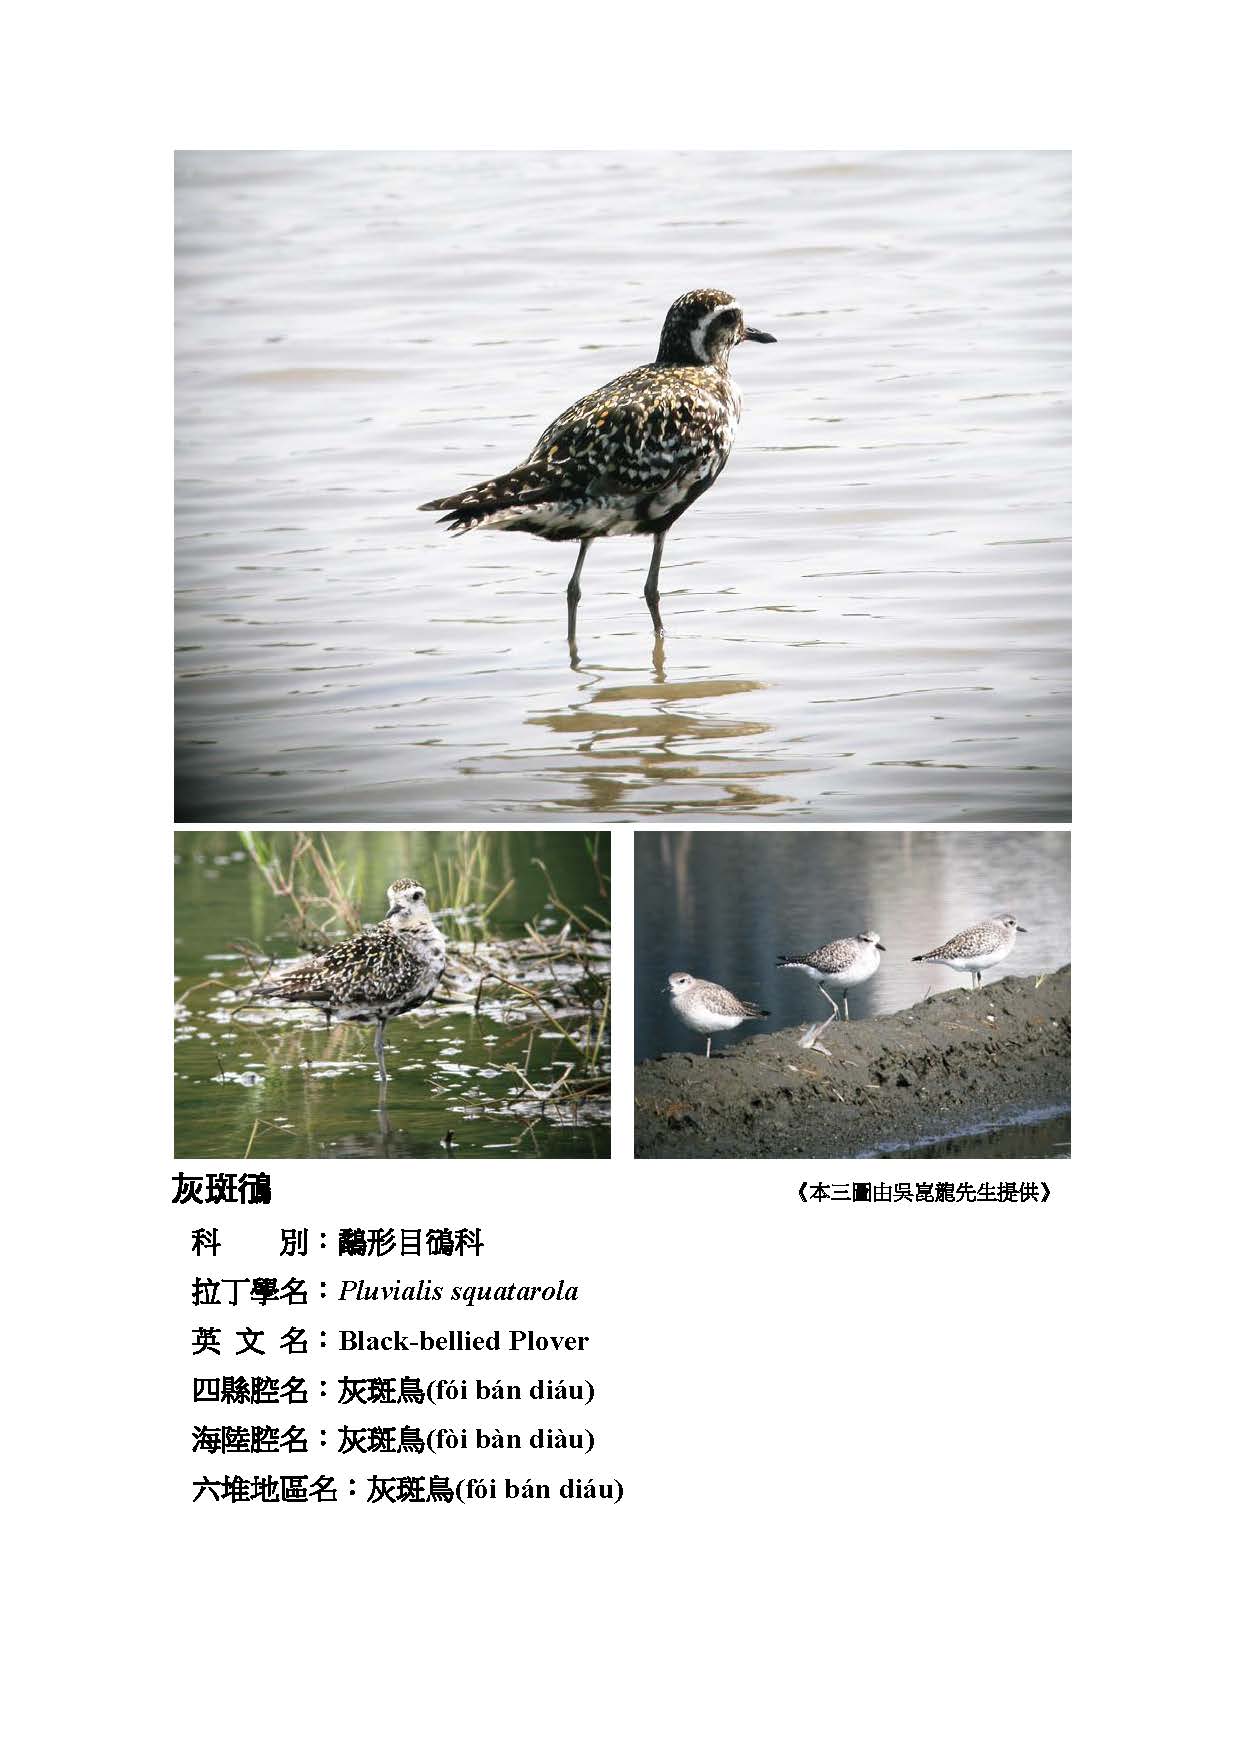 灰斑鴴
《本三圖由吳崑龍先生提供》
科　　別：鷸形目鴴科
拉丁學名：Pluvialis squatarola
英 文 名：Black-bellied Plover
四縣腔名：灰斑鳥(fói bán diáu)
海陸腔名：灰斑鳥(fòi bàn diàu)
六堆地區名：灰斑鳥(fói bán diáu)